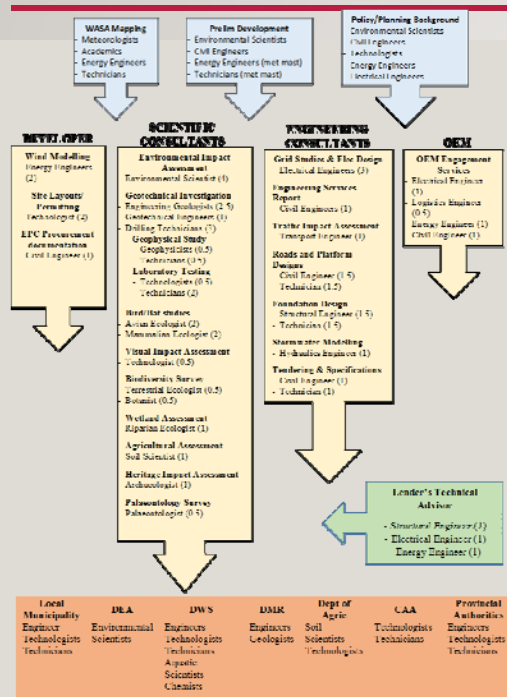 WASA Mapping
- Meteorologists
- Academics
- Energy Engineers
- Technicians
Prelim Development
- Environmental Scientists
- Civil Engineers
- Energy Engineers (met mast)
- Technicians (met mast)
Policy/Planning Background
Environmental Scientists
Civil Engineers
Technologists
Energy Engineers
Electrical Engineers
DEVELOPER
Wind Modelling
Energy Engineers
(2)
Site Layouts/
Permitting
Technologist (2)
EPC Procurement
documentation
Civil Engineer (1)
SCIENTIFIC
CONSULTANTS
Environmental Impact
Assessment
Environmental Scientist (4)
Geotechnical Investigation
- Engineering Geologists (2.5)
- Geotechnical Engineers (1)
- Drilling Technicians (3)
Geophysical Study
Geophysicists (0.5)
Technicians (0.5)
Laboratory Testing
- Technologists (0.5)
Technicians (2)
Bird/Bat studies
- Avian Ecologist (2)
- Mammalian Ecologist (2)
Visual Impact Assessment
Technologist (0.5)
Biodiversity Survey
Terrestrial Ecologist (0.5)
- Botanist (0.5)
Wetland Assessment
Riparian Ecologist (1)
Agricultural Assessment
Soil Scientist (1)
Heritage Impact Assessment
Archaeologist (1)
Palaeontology Survey
Palaeontologist (0.5)
ENGINEERING
CONSULTANTS
Grid Studies & Elec Design
Electrical Engineers (3)
Engineering Services
Report
Civil Engineers (1)
Traffic Impact Assessment
Transport Engineer (1)
Roads and Platform
Designs
Civil Engineer (1.5)
Technician (1.5)
Foundation Design
- Structural Engineer (1.5)
- Technician (1.5)
Stormwater Modelling
- Hydraulics Engineer (1)
Tendering & Specifications
Civil Engineer (1)
- Technician (1)
OEM
OEM Engagement
Services
- Electrical Engineer
(1)
- Logistics Engineer
(0.5)
- Energy Engineer (1)
- Civil Engineer (1)
Lender's Technical
Advisor
- Structural Engineer (1)
- Electrical Engineer (1)
Energy Engineer (1)
Local
Municipality
Engineer
Technologists
Technicians
DEA
Environmental
Scientists
DWS
Engineers
Technologists
Technicians
Aquatic
Scientists
Chemists
DMR
Engineers
Geologists
Dept of
Agric
Soil
Scientists
Technologists
CAA
Technologists
Technicians
Provincial
Authorities
Engineers
Technologists
Technicians